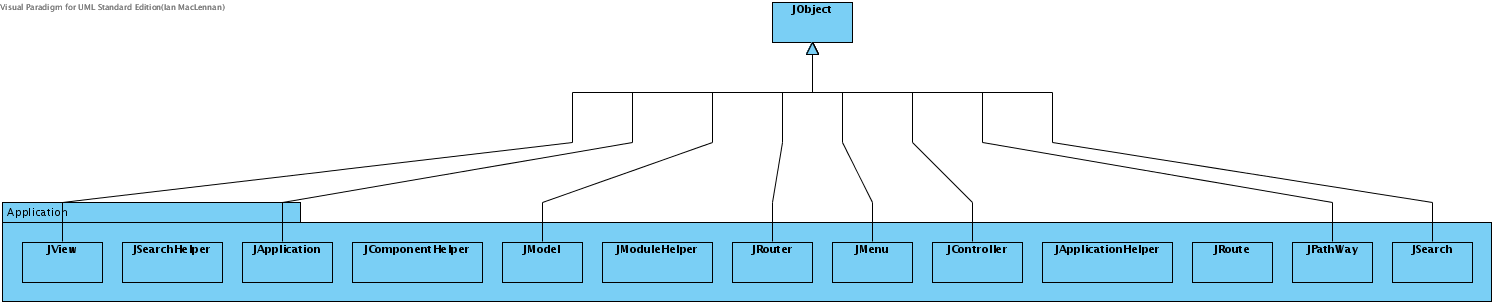 Visual Paradigm for UML Standard Edition(Ian MacLennan)
JObject
Application
JView
JSearchHelper
JApplication
JComponentHelper
JModel
JModuleHelper
JRouter
JMenu
JController
JApplicationHelper
JRoute
JPathWay
JSearch